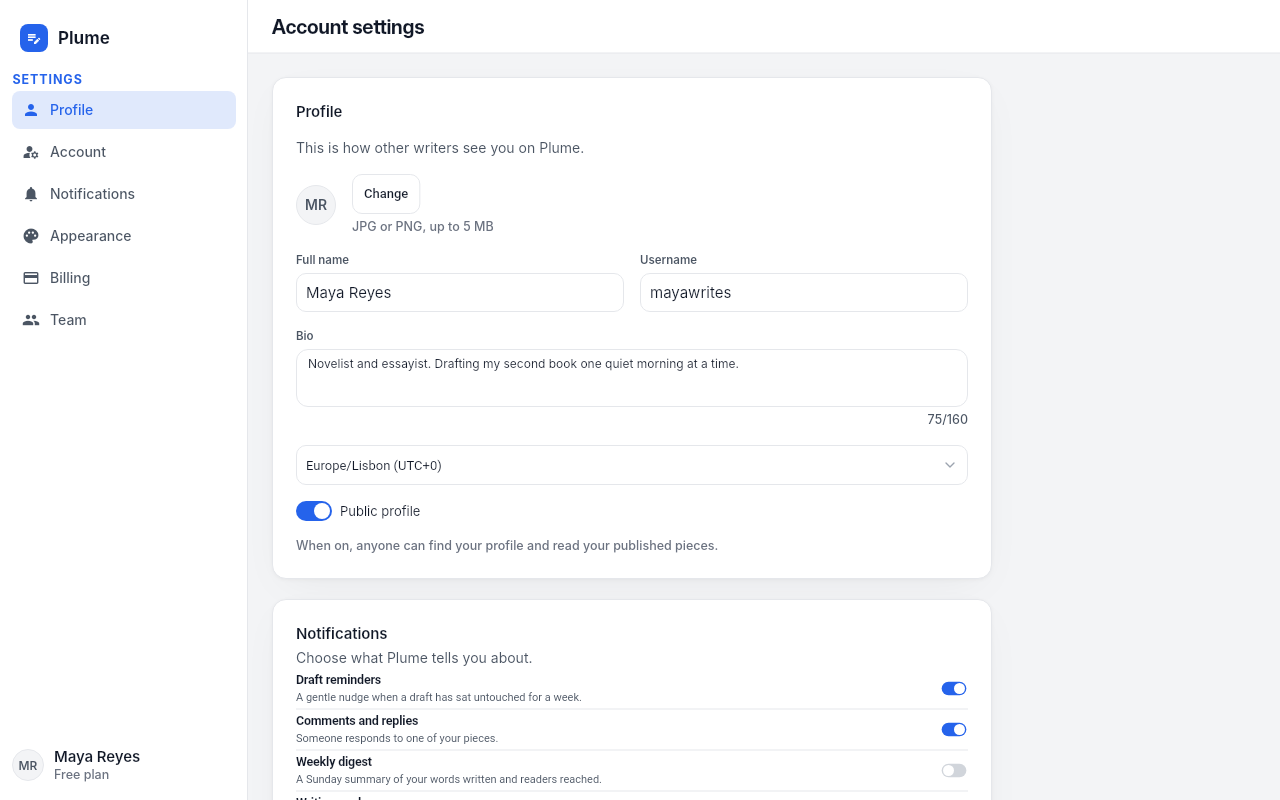 Plume
SETTINGS
Profile
Account
Notifications
Appearance
Billing
Team
MR
Maya Reyes
Free plan
Account settings
Profile
This is how other writers see you on Plume.
MR
Change
JPG or PNG, up to 5 MB
Full name
Maya Reyes
Username
mayawrites
Bio
Novelist and essayist. Drafting my second book one quiet morning at a time.
75/160
Europe/Lisbon (UTC+0)
Public profile
When on, anyone can find your profile and read your published pieces.
Notifications
Choose what Plume tells you about.
Draft reminders
A gentle nudge when a draft has sat untouched for a week.
Comments and replies
Someone responds to one of your pieces.
Weekly digest
A Sunday summary of your words written and readers reached.